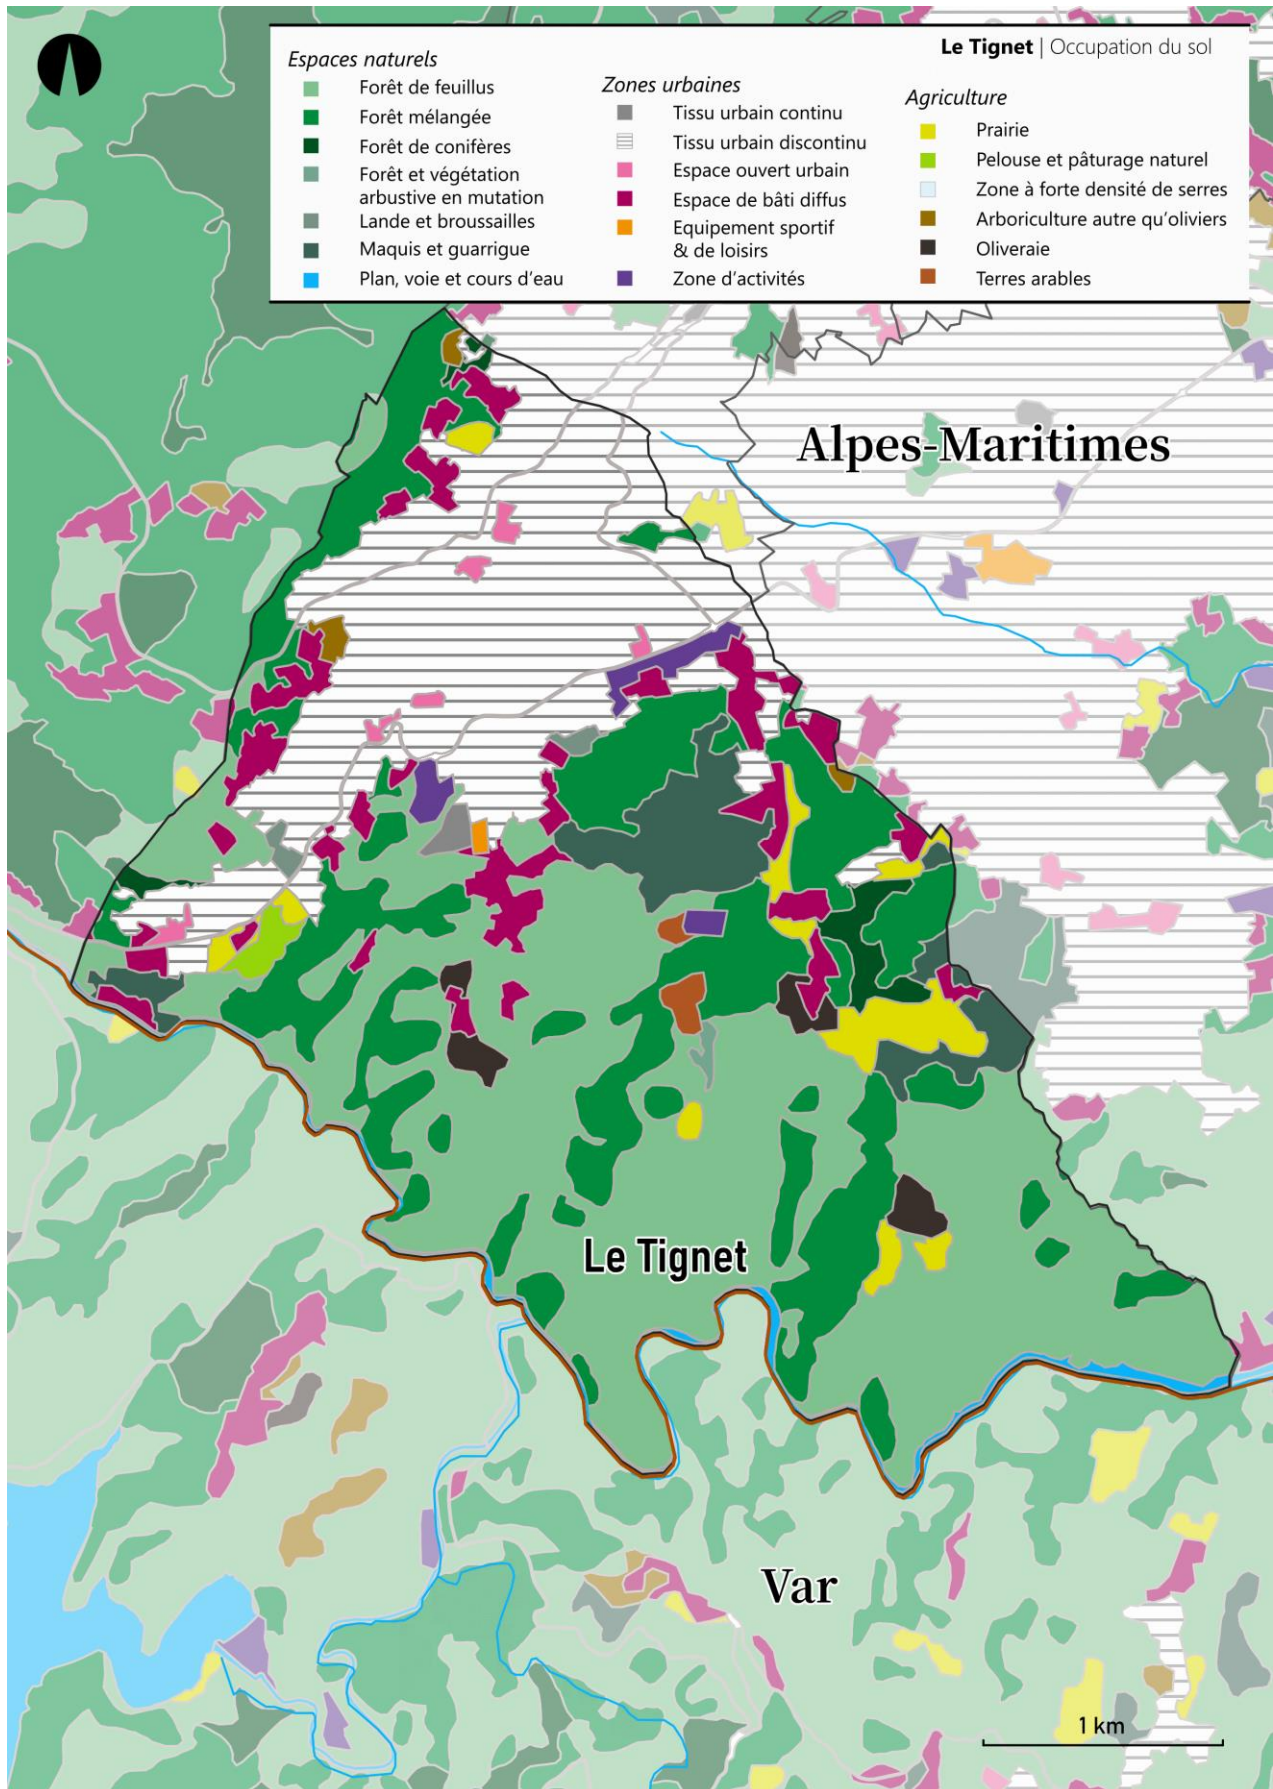 Le Tignet | Occupation du sol
Espaces naturels
Forêt de feuillus
Forêt mélangée
Forêt de conifères
Forêt et végétation
arbustive en mutation
Lande et broussailles
Maquis et guarrigue
Plan, voie et cours d'eau
Zones urbaines
Tissu urbain continu
Tissu urbain discontinu
Espace ouvert urbain
Espace de bâti diffus
Equipement sportif
& de loisirs
Zone d'activités
Agriculture
Prairie
Pelouse et pâturage naturel
Zone à forte densité de serres
Arboriculture autre qu'oliviers
Oliveraie
Terres arables
Alpes-Maritimes
Le Tignet
Var
1 km